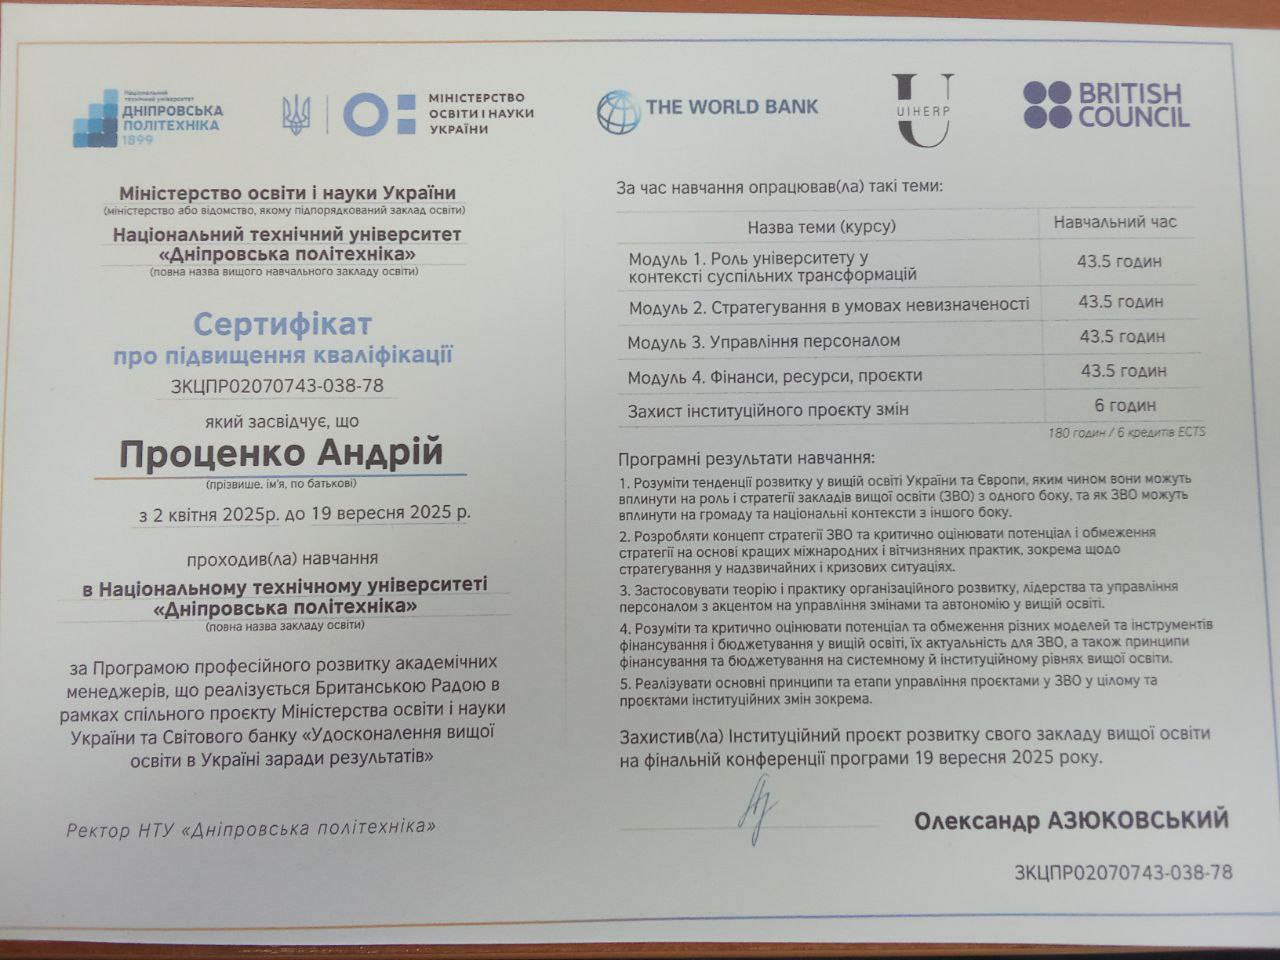 Національний
технічний університет
ДНІПРОВСЬКА
ПОЛІТЕХНІКА
1899
МІНІСТЕРСТВО
ОСВІТИ І НАУКИ
УКРАЇНИ
THE WORLD BANK
U
UIHERP
BRITISH
COUNCIL
Міністерство освіти і науки України
(міністерство або відомство, якому підпорядкований заклад освіти)
Національний технічний університет
«Дніпровська політехніка»
(повна назва вищого навчального закладу освіти)
Сертифікат
про підвищення кваліфікації
ЗКЦПР02070743-038-78
який засвідчує, що
Проценко Андрій
(прізвище, ім'я, по батькові)
з 2 квітня 2025р. до 19 вересня 2025 р.
проходив(ла) навчання
в Національному технічному університеті
«Дніпровська політехніка»
(повна назва закладу освіти)
за Програмою професійного розвитку академічних
менеджерів, що реалізується Британською Радою в
рамках спільного проєкту Міністерства освіти і науки
України та Світового банку «Удосконалення вищої
освіти в Україні заради результатів»
Ректор НТУ «Дніпровська політехніка»
За час навчання опрацював(ла) такі теми:
Назва теми (курсу) Навчальний час
Модуль 1. Роль університету у
контексті суспільних трансформацій 43.5 годин
Модуль 2. Стратегування в умовах невизначеності 43.5 годин
Модуль 3. Управління персоналом 43.5 годин
Модуль 4. Фінанси, ресурси, проєкти 43.5 годин
Захист інституційного проєкту змін 6 годин
180 годин / 6 кредитів ECTS
Програмні результати навчання:
1. Розуміти тенденції розвитку у вищій освіті України та Європи, яким чином вони можуть
вплинути на роль і стратегії закладів вищої освіти (ЗВО) з одного боку, та як ЗВО можуть
вплинути на громаду та національні контексти з іншого боку.
2. Розробляти концепт стратегії ЗВО та критично оцінювати потенціал і обмеження
стратегії на основі кращих міжнародних і вітчизняних практик, зокрема щодо
стратегування у надзвичайних і кризових ситуаціях.
3. Застосовувати теорію і практику організаційного розвитку, лідерства та управління
персоналом з акцентом на управління змінами та автономію у вищій освіті.
4. Розуміти та критично оцінювати потенціал та обмеження різних моделей та інструментів
фінансування і бюджетування у вищій освіті, їх актуальність для ЗВО, а також принципи
фінансування та бюджетування на системному й інституційному рівнях вищої освіти.
5. Реалізувати основні принципи та етапи управління проєктами у ЗВО у цілому та
проєктами інституційних змін зокрема.
Захистив(ла) Інституційний проєкт розвитку свого закладу вищої освіти
на фінальній конференції програми 19 вересня 2025 року.
Олександр АЗЮКОВСЬКИЙ
ЗКЦПР02070743-038-78